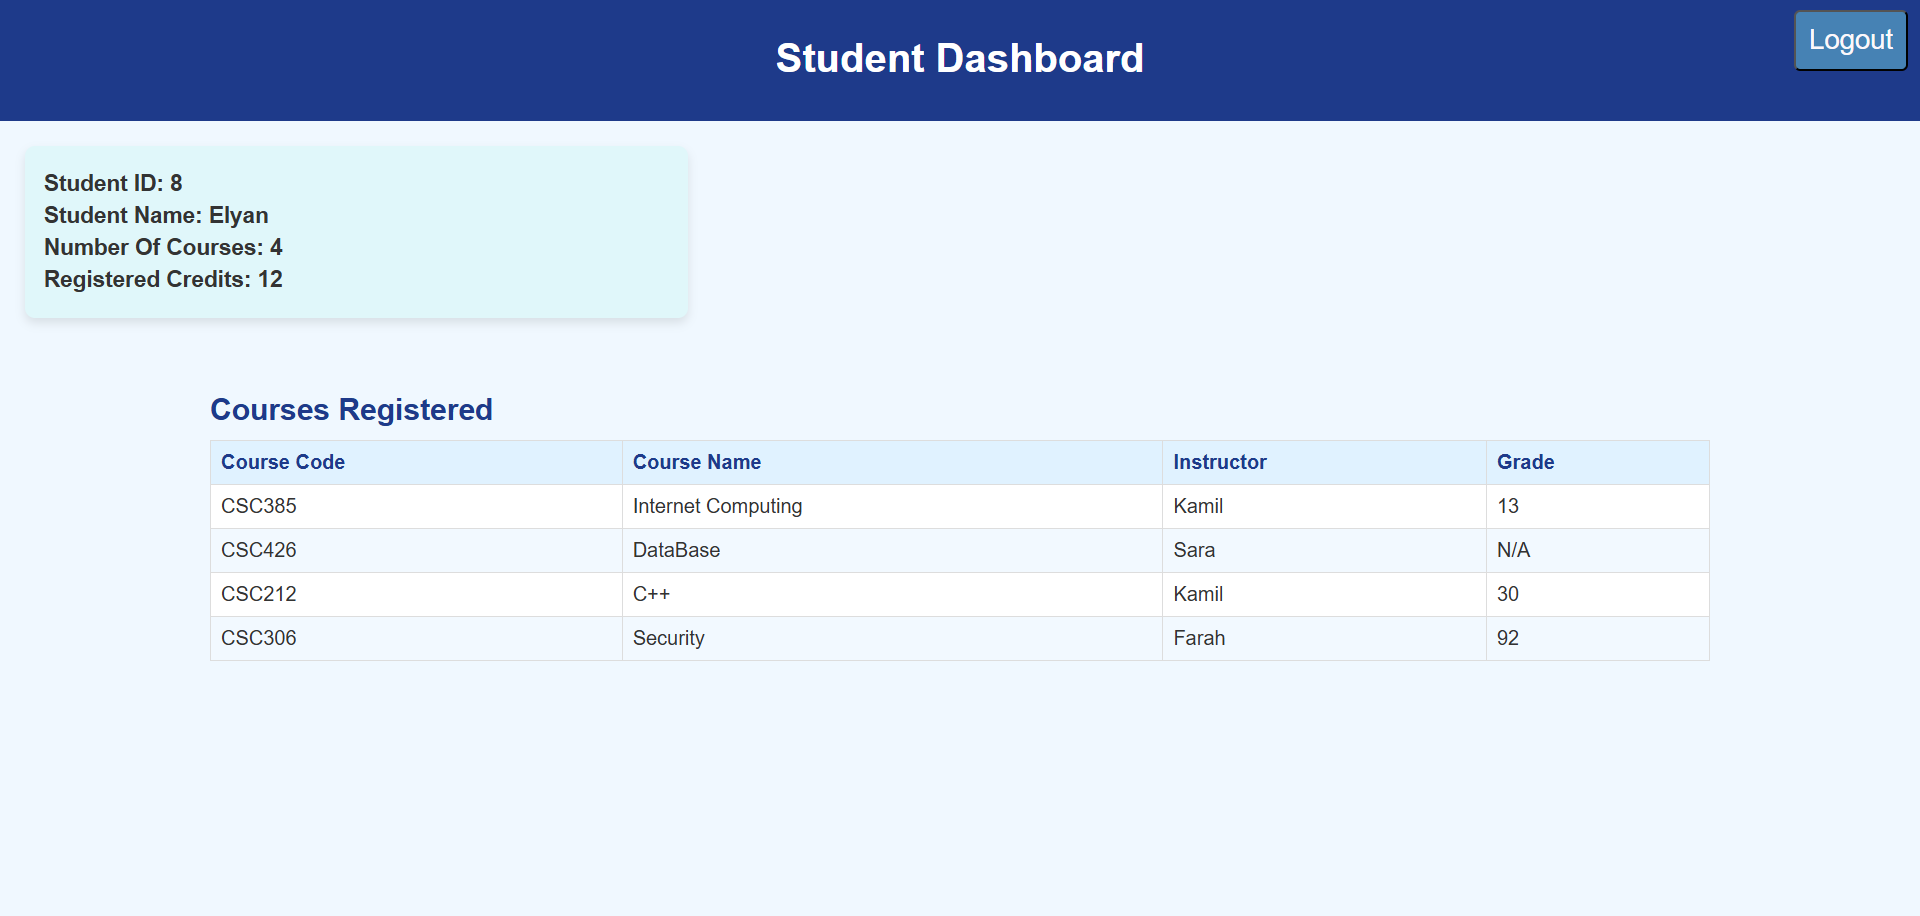 Student Dashboard
Logout
Student ID: 8
Student Name: Elyan
Number Of Courses: 4
Registered Credits: 12
Courses Registered
Course Code Course Name Instructor Grade
CSC385 Internet Computing Kamil 13
CSC426 DataBase Sara N/A
CSC212 C++ Kamil 30
CSC306 Security Farah 92